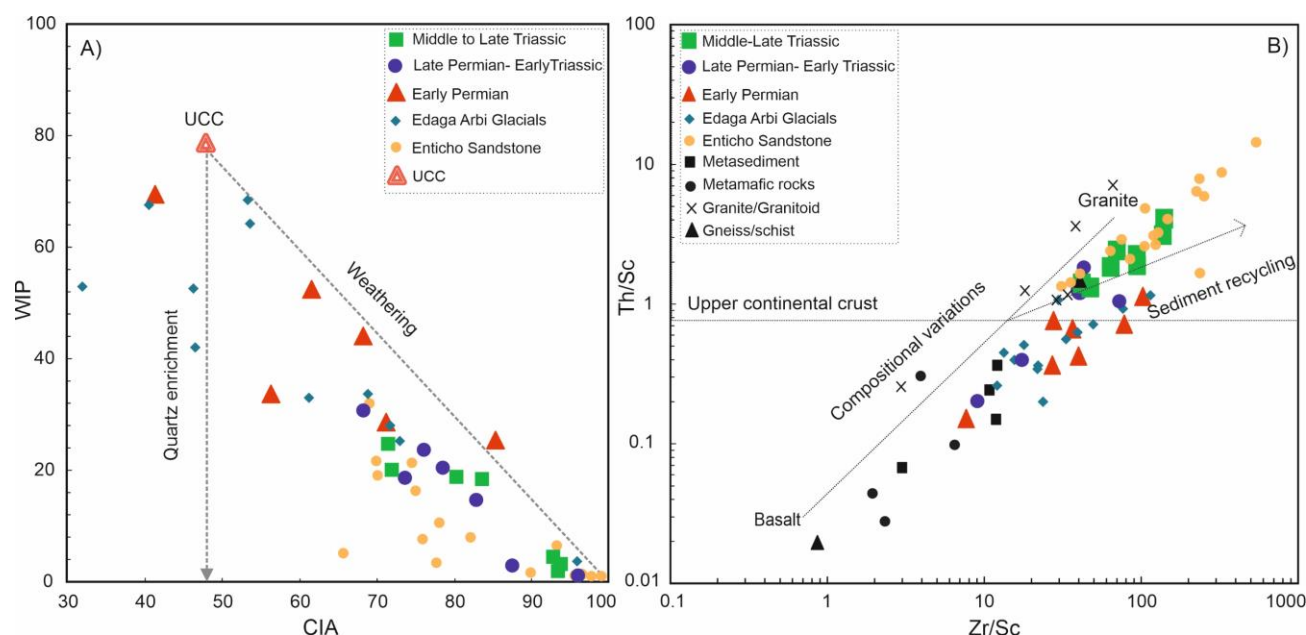 A)
100
80
60
40
20
0
WIP
30
40
50
60
70
80
90
100
CIA
Middle to Late Triassic
Late Permian- EarlyTriassic
Early Permian
Edaga Arbi Glacials
Enticho Sandstone
UCC
UCC
Weathering
Quartz enrichment
B)
100
10
1
0.1
0.01
Th/Sc
0.1
1
10
100
1000
Zr/Sc
Middle-Late Triassic
Late Permian- Early Triassic
Early Permian
Edaga Arbi Glacials
Enticho Sandstone
Metasediment
Metamafic rocks
Granite/Granitoid
Gneiss/schist
Granite
Upper continental crust
Sediment recycling
Compositional variations
Basalt